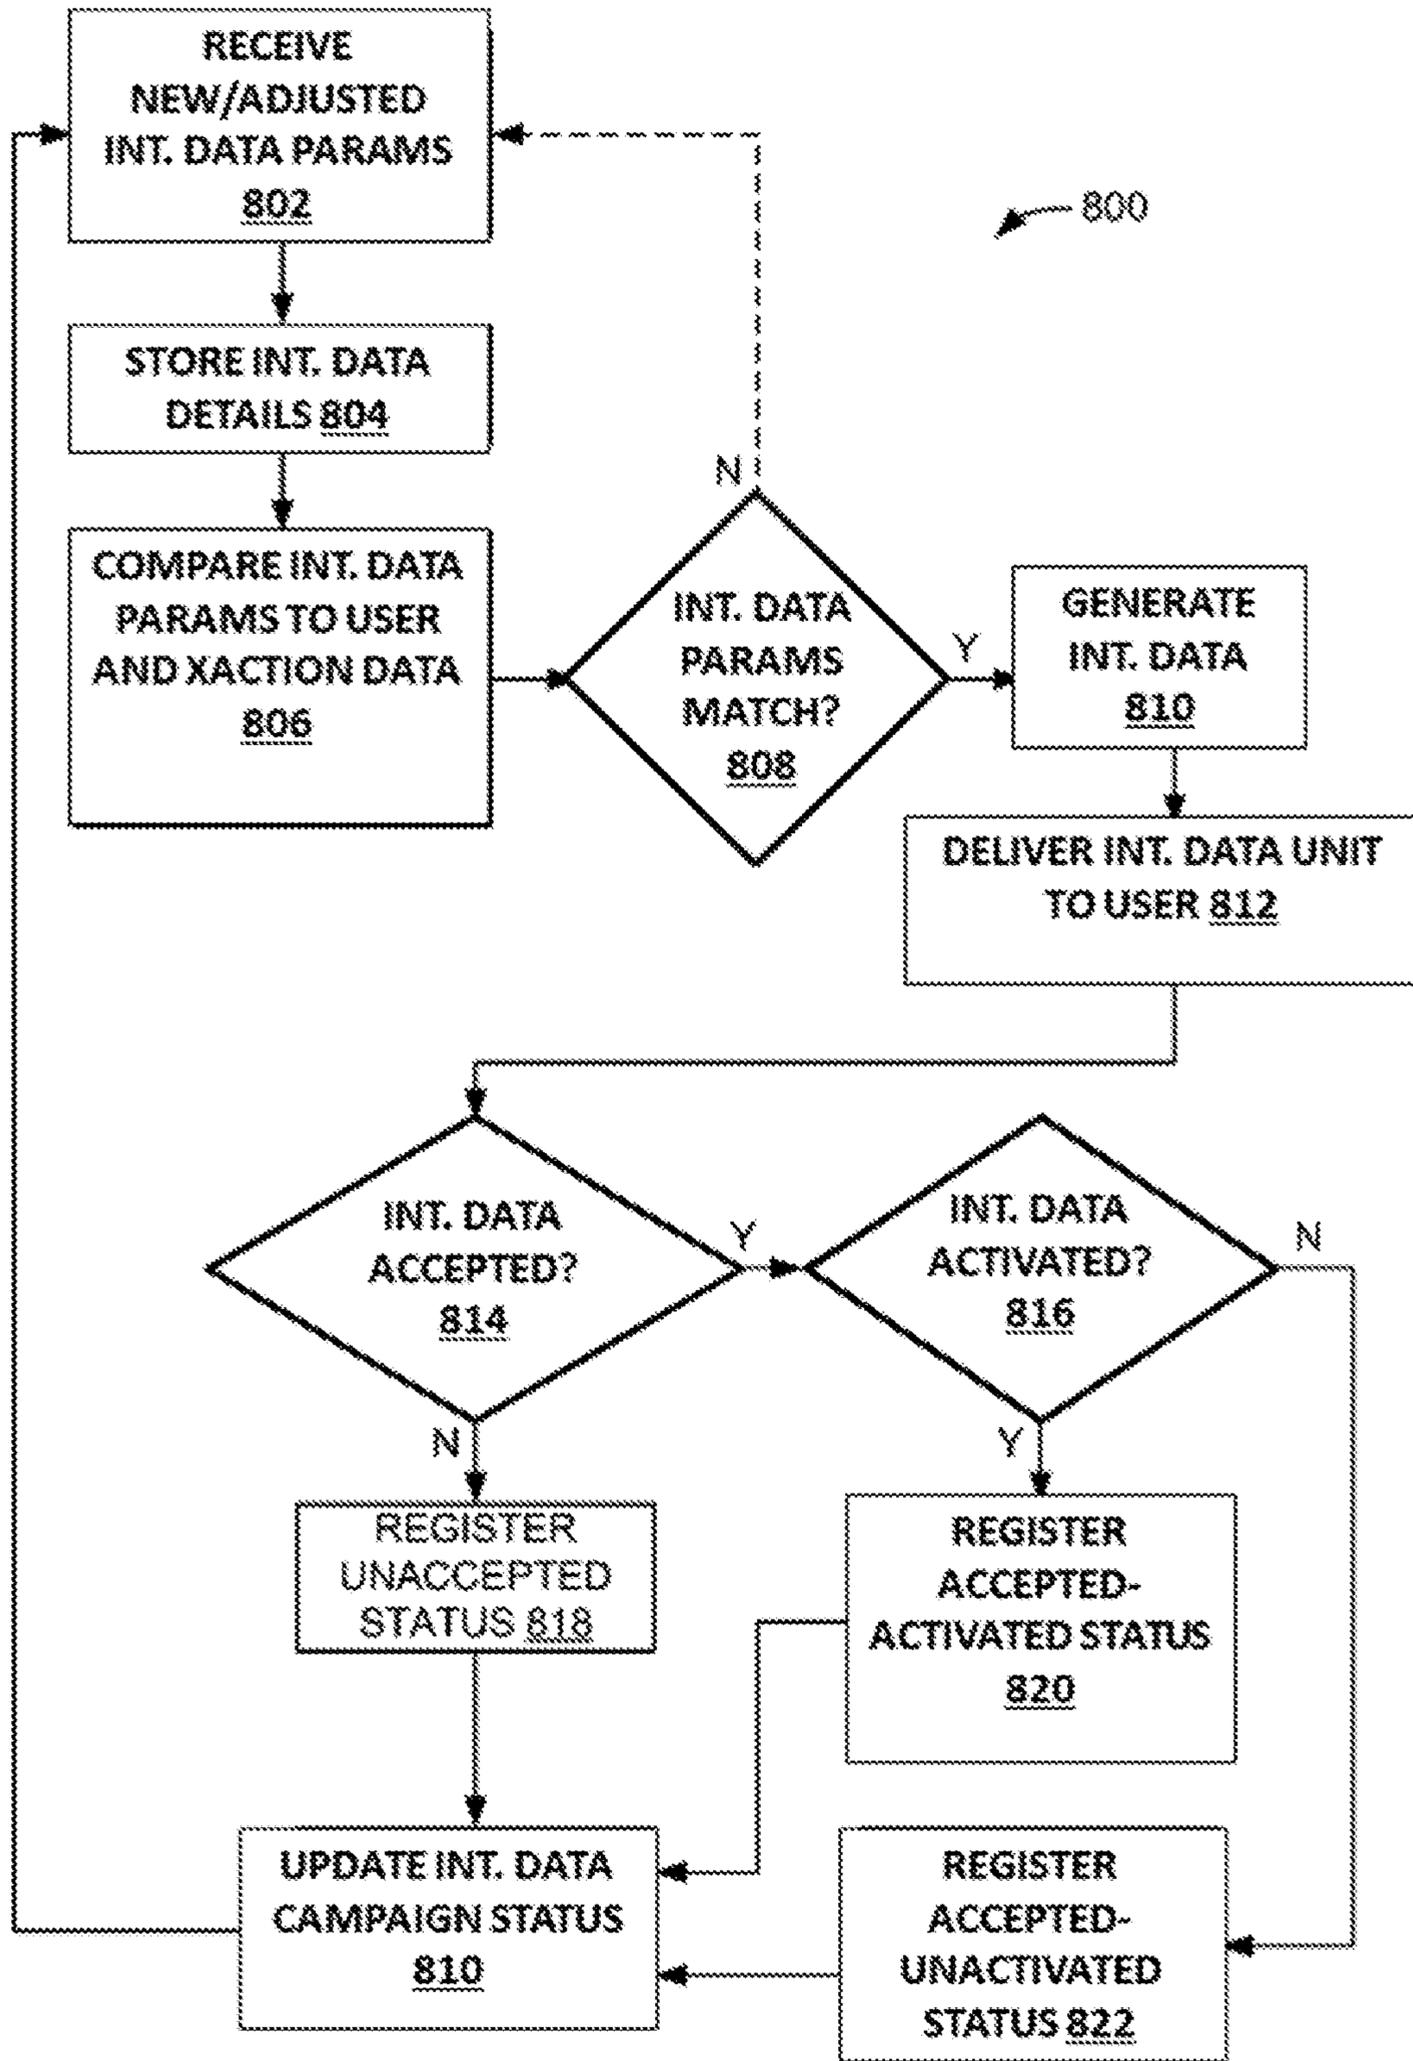 RECEIVE
NEW/ADJUSTED
INT. DATA PARAMS
802
800
STORE INT. DATA
DETAILS 804
COMPARE INT. DATA
PARAMS TO USER
AND XACTION DATA
806
N
INT. DATA
PARAMS
MATCH?
808
Y
GENERATE
INT. DATA
810
DELIVER INT. DATA UNIT
TO USER 812
INT. DATA
ACCEPTED?
814
Y
N
INT. DATA
ACTIVATED?
816
N
Y
REGISTER
UNACCEPTED
STATUS 818
REGISTER
ACCEPTED-
ACTIVATED STATUS
820
UPDATE INT. DATA
CAMPAIGN STATUS
810
REGISTER
ACCEPTED-
UNACTIVATED
STATUS 822